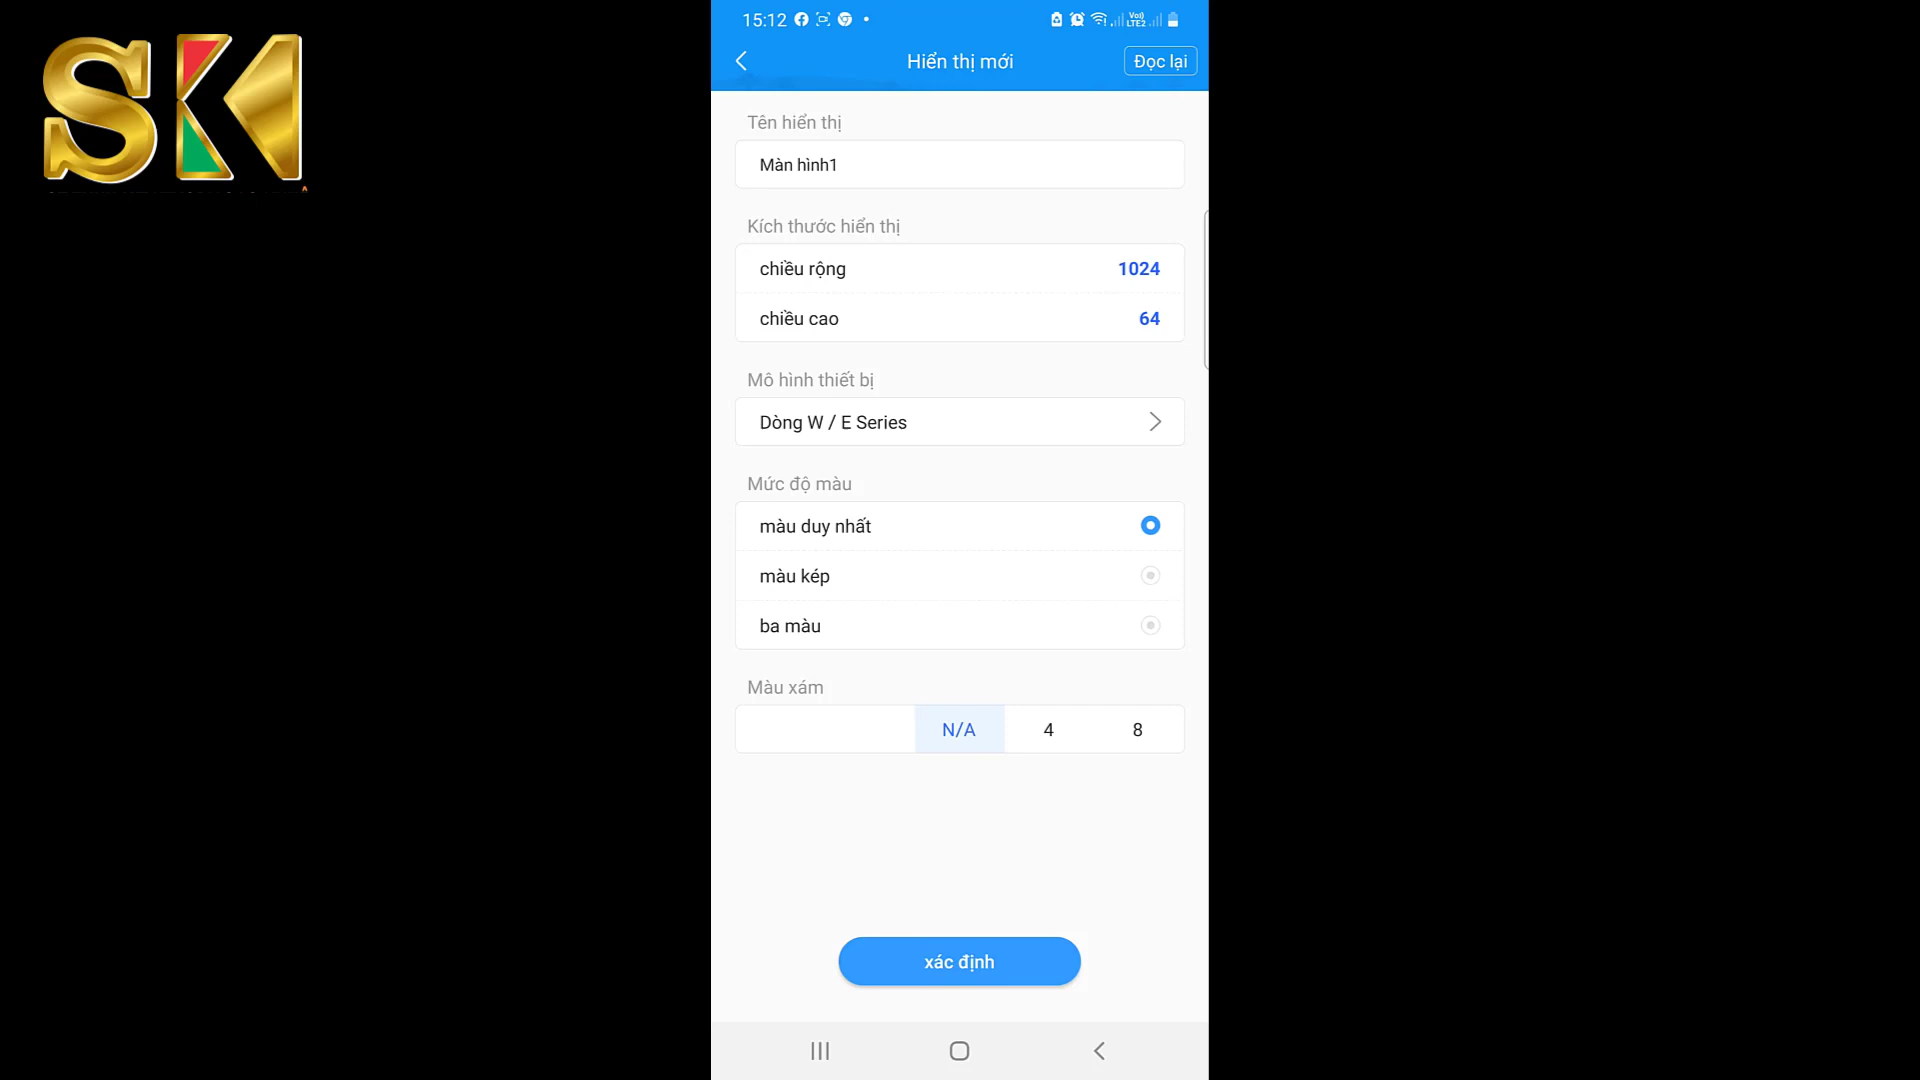 SK
15:12
Vo) LTE2
Hiển thị mới
Đọc lại
Tên hiển thị
Màn hình1
Kích thước hiển thị
chiều rộng 1024
chiều cao 64
Mô hình thiết bị
Dòng W / E Series
Mức độ màu
màu duy nhất
màu kép
ba màu
Màu xám
N/A 4 8
xác định